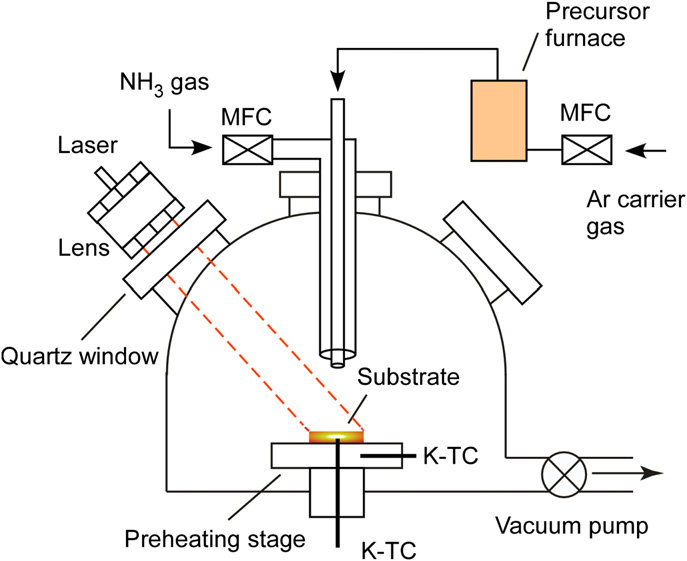 Precursor
furnace
NH₃ gas
MFC
MFC
Laser
Ar carrier
gas
Lens
Quartz window
Substrate
K-TC
Preheating stage
Vacuum pump
K-TC